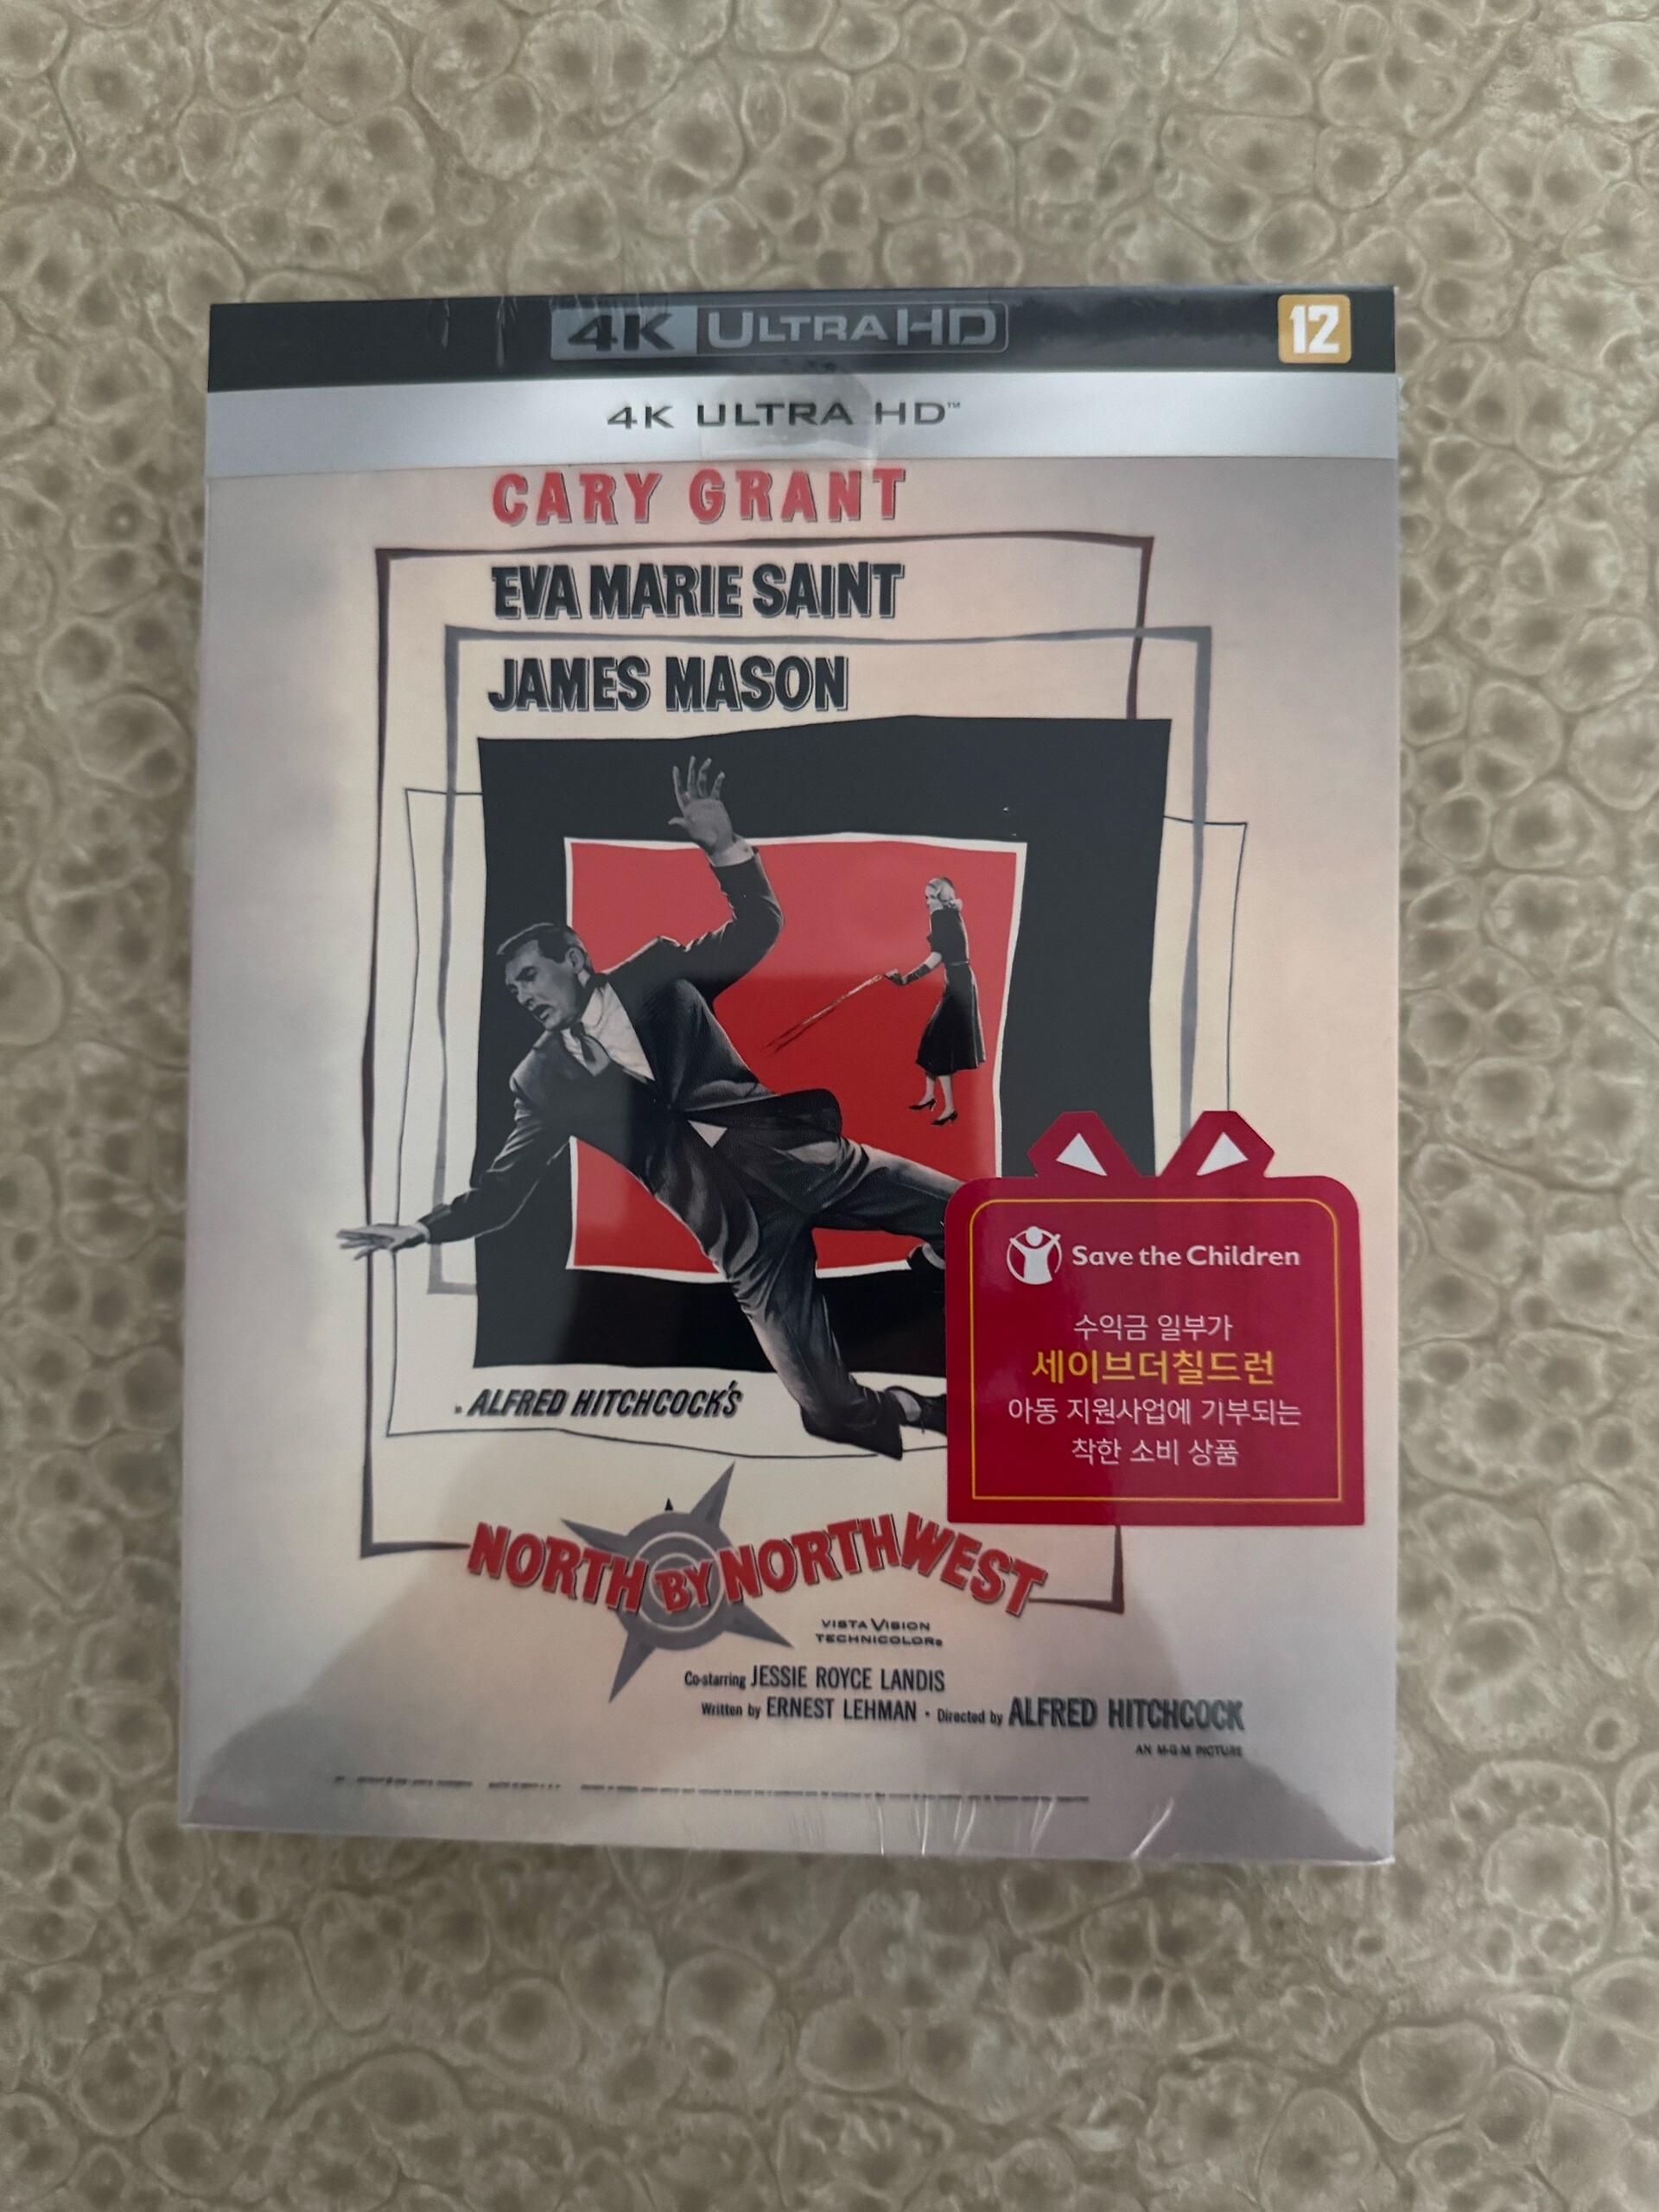 4K ULTRA HD
12
4K ULTRA HD™
CARY GRANT
EVA MARIE SAINT
JAMES MASON
Save the Children
수익금 일부가
세이브더칠드런
아동 지원사업에 기부되는
착한 소비 상품
ALFRED HITCHCOCK'S
NORTH BY NORTHWEST
VISTAVISION
TECHNICOLOR®
Co-starring JESSIE ROYCE LANDIS
Written by ERNEST LEHMAN · Directed by ALFRED HITCHCOCK
AN M-G-M PICTURE